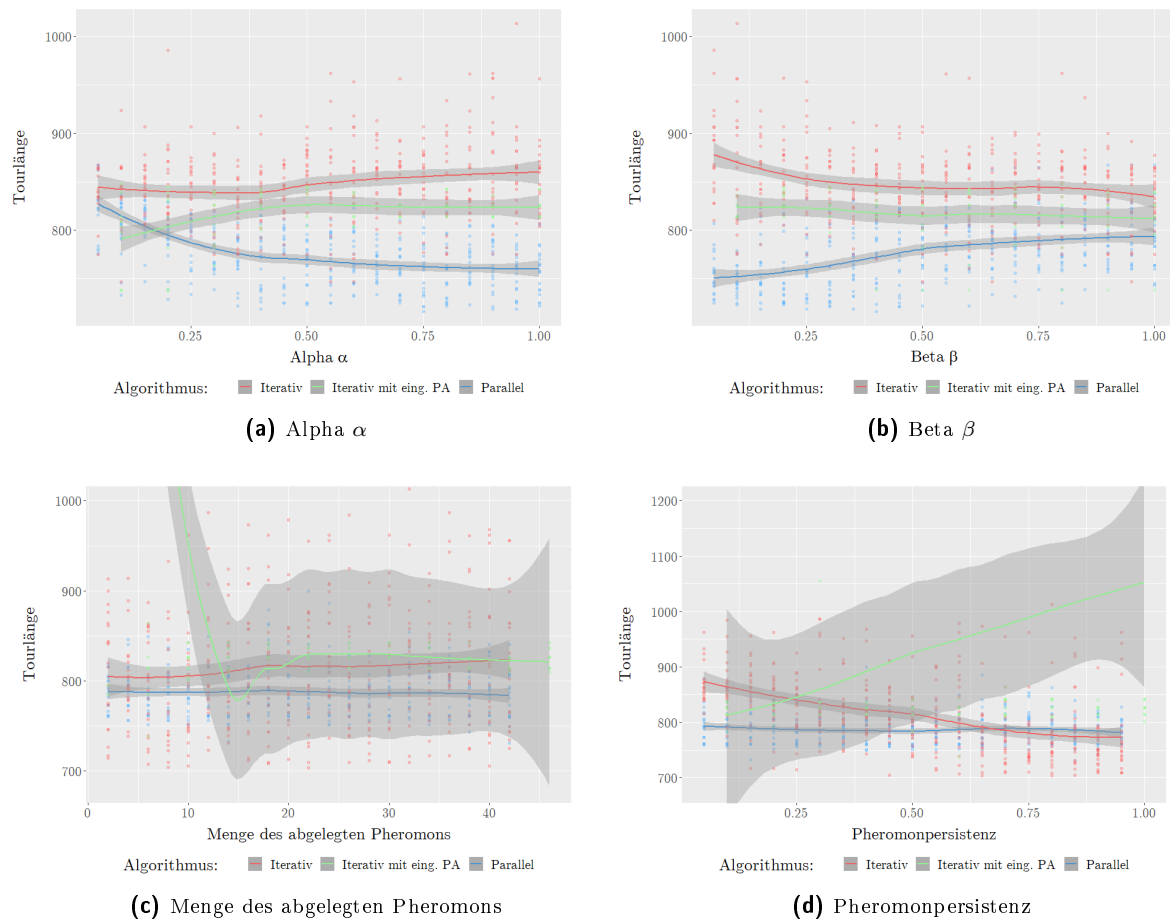 1000
900
800
Tourlänge
0.25 0.50 0.75 1.00
Alpha α
Algorithmus: Iterativ Iterativ mit eing. PA Parallel
(a) Alpha α
1000
900
800
Tourlänge
0.25 0.50 0.75 1.00
Beta β
Algorithmus: Iterativ Iterativ mit eing. PA Parallel
(b) Beta β
1000
900
800
700
Tourlänge
0 10 20 30 40
Menge des abgelegten Pheromons
Algorithmus: Iterativ Iterativ mit eing. PA Parallel
(c) Menge des abgelegten Pheromons
1200
1100
1000
900
800
700
Tourlänge
0.25 0.50 0.75 1.00
Pheromonpersistenz
Algorithmus: Iterativ Iterativ mit eing. PA Parallel
(d) Pheromonpersistenz